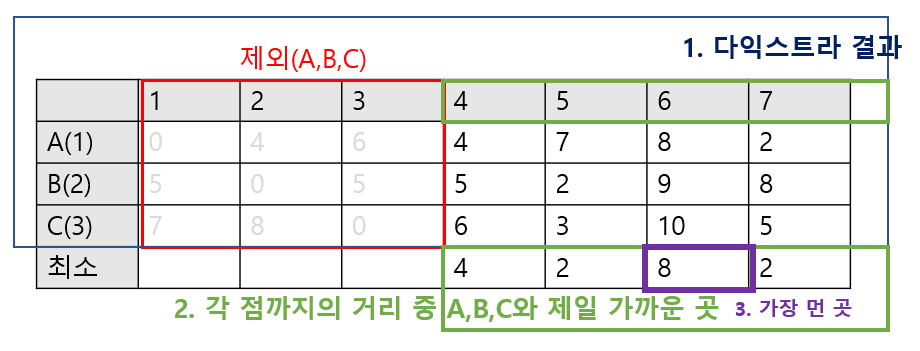 1. 다익스트라 결과
제외(A,B,C)
1 2 3 4 5 6 7
A(1) 0 4 6 4 7 8 2
B(2) 5 0 5 5 2 9 8
C(3) 7 8 0 6 3 10 5
최소 4 2 8 2
2. 각 점까지의 거리 중 A,B,C와 제일 가까운 곳 3. 가장 먼 곳